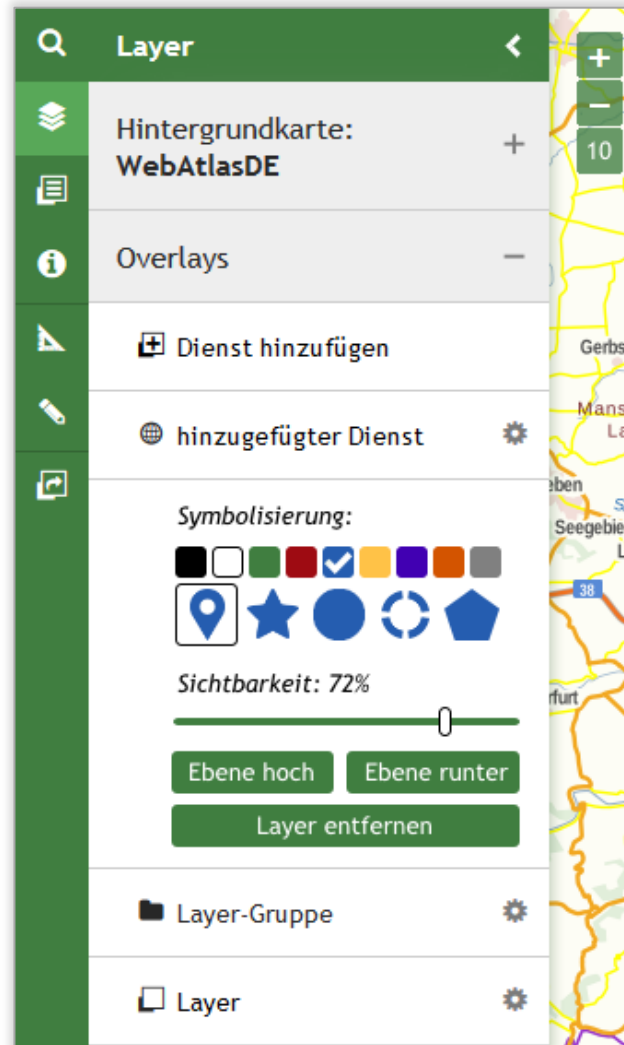 Layer
Hintergrundkarte:
WebAtlasDE
+
−
10
Overlays
Dienst hinzufügen
Gerbs
Mans
La
hinzugefügter Dienst
eben
S
Seegebie
L
Symbolisierung:
38
Sichtbarkeit: 72%
rfurt
Ebene hoch
Ebene runter
Layer entfernen
Layer-Gruppe
Layer